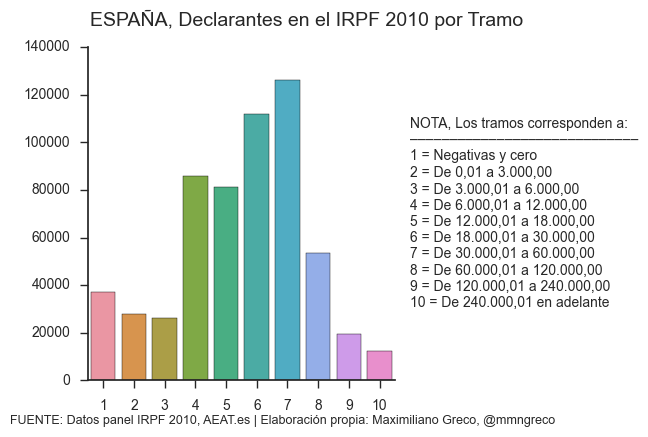 ESPAÑA, Declarantes en el IRPF 2010 por Tramo
140000
120000
100000
80000
60000
40000
20000
0
1 2 3 4 5 6 7 8 9 10
NOTA, Los tramos corresponden a:
1 = Negativas y cero
2 = De 0,01 a 3.000,00
3 = De 3.000,01 a 6.000,00
4 = De 6.000,01 a 12.000,00
5 = De 12.000,01 a 18.000,00
6 = De 18.000,01 a 30.000,00
7 = De 30.000,01 a 60.000,00
8 = De 60.000,01 a 120.000,00
9 = De 120.000,01 a 240.000,00
10 = De 240.000,01 en adelante
FUENTE: Datos panel IRPF 2010, AEAT.es | Elaboración propia: Maximiliano Greco, @mmngreco